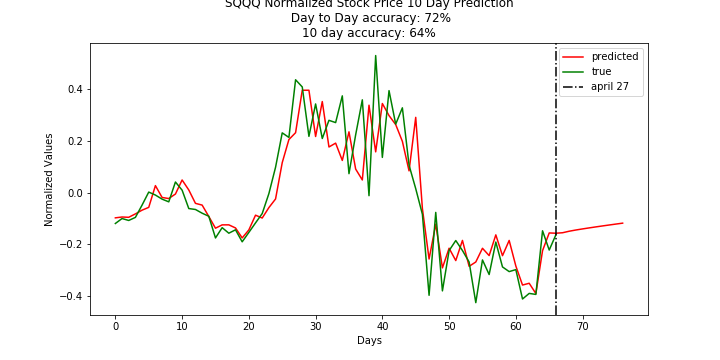 SQQQ Normalized Stock Price 10 Day Prediction
Day to Day accuracy: 72%
10 day accuracy: 64%
predicted
true
april 27
Normalized Values
0.4
0.2
0.0
−0.2
−0.4
0 10 20 30 40 50 60 70
Days